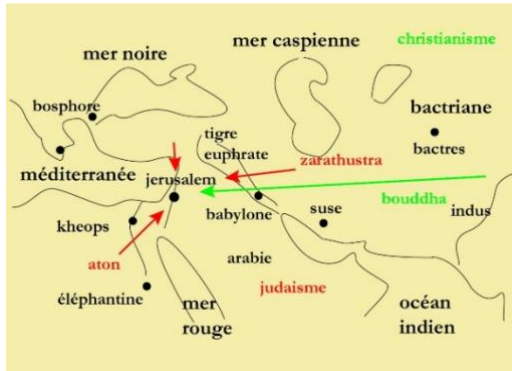 mer noire
mer caspienne
christianisme
bosphore
bactriane
tigre
bactres
euphrate
zarathustra
méditerranée
jerusalem
bouddha
babylone
suse
indus
kheops
arabie
aton
judaisme
éléphantine
mer
rouge
océan
indien